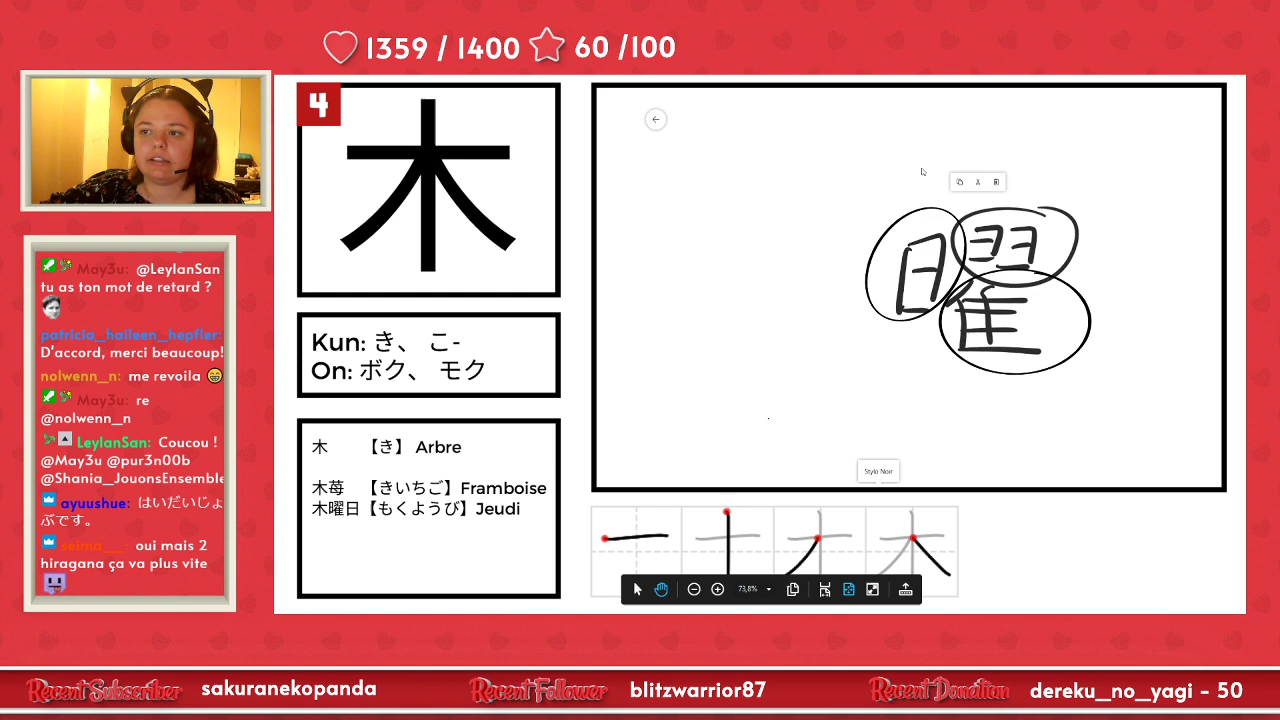 1359 / 1400 60 /100
4
木
Kun: き、 こ-
On: ボク、 モク
木 【き】 Arbre
木苺 【きいちご】Framboise
木曜日【もくようび】Jeudi
曜
Stylo Noir
73,8%
May3u: @LeylanSan
tu as ton mot de retard ?
patricia_haileen_hepfler:
D'accord, merci beaucoup!
nolwenn_n: me revoila
May3u: re
@nolwenn_n
LeylanSan: Coucou !
@May3u @pur3n00b
@Shania_JouonsEnsemble
ayuushue: はいだいじょ
ぶです。
oui mais 2
hiragana ça va plus vite
Recent Subscriber sakuranekopanda
Recent Follower blitzwarrior87
Recent Donation dereku_no_yagi - 50